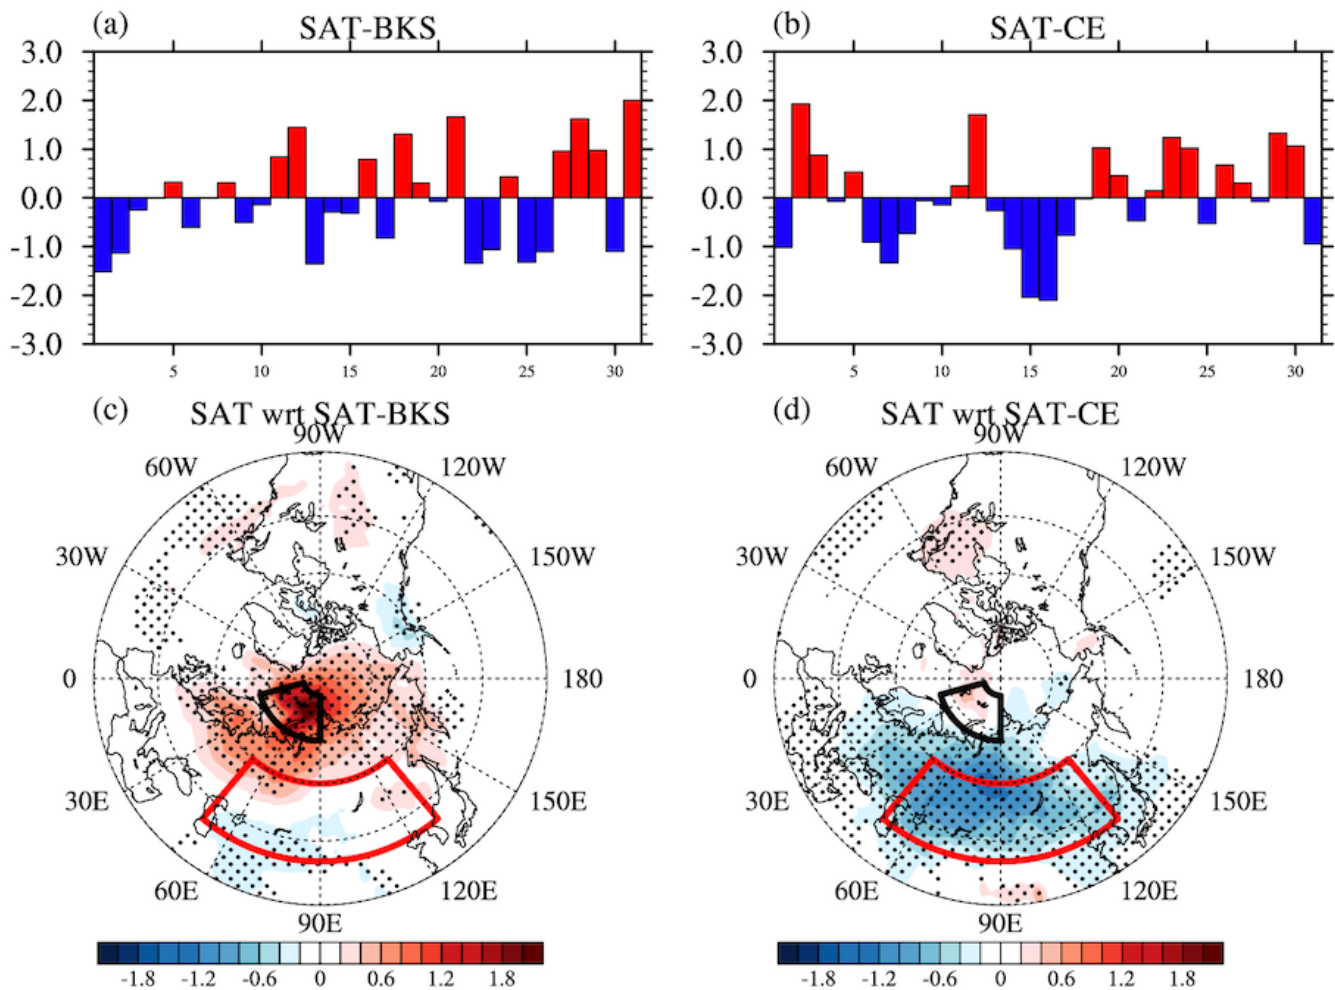 (a) SAT-BKS
3.0
2.0
1.0
0.0
-1.0
-2.0
-3.0
5 10 15 20 25 30
(b) SAT-CE
3.0
2.0
1.0
0.0
-1.0
-2.0
-3.0
5 10 15 20 25 30
(c) SAT wrt SAT-BKS
90W
60W 120W
30W 150W
0 180
30E 150E
60E 120E
90E
-1.8 -1.2 -0.6 0 0.6 1.2 1.8
(d) SAT wrt SAT-CE
90W
60W 120W
30W 150W
0 180
30E 150E
60E 120E
90E
-1.8 -1.2 -0.6 0 0.6 1.2 1.8